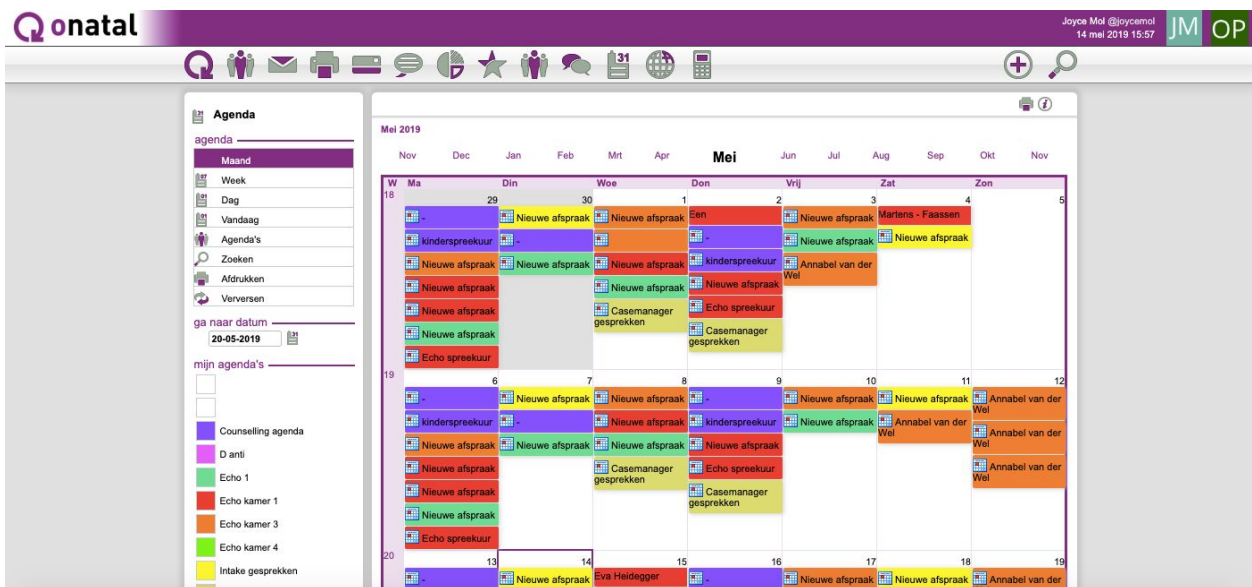 onatal
Joyce Mol @joycemol
14 mei 2019 15:57
JM
OP
Agenda
agenda
Maand
Week
Dag
Vandaag
Agenda's
Zoeken
Afdrukken
Verversen
ga naar datum
20-05-2019
mijn agenda's
Counselling agenda
D anti
Echo 1
Echo kamer 1
Echo kamer 3
Echo kamer 4
Intake gesprekken
Mei 2019
Nov Dec Jan Feb Mrt Apr Mei Jun Jul Aug Sep Okt Nov
W Ma Din Woe Don Vrij Zat Zon
18
29 30 1 2 3 4 5
- Nieuwe afspraak Nieuwe afspraak Een Nieuwe afspraak Martens - Faassen
kinderspreekuur - - Nieuwe afspraak Nieuwe afspraak
Nieuwe afspraak Nieuwe afspraak Nieuwe afspraak kinderspreekuur Annabel van der
Wel
Nieuwe afspraak Nieuwe afspraak Nieuwe afspraak
Nieuwe afspraak Casemanager Echo spreekuur
gesprekken
Nieuwe afspraak Casemanager
gesprekken
Echo spreekuur
19
6 7 8 9 10 11 12
- Nieuwe afspraak Nieuwe afspraak - Nieuwe afspraak Nieuwe afspraak Annabel van der
Wel
kinderspreekuur - Nieuwe afspraak kinderspreekuur Nieuwe afspraak Annabel van der Annabel van der
Wel Wel
Nieuwe afspraak Nieuwe afspraak Nieuwe afspraak Nieuwe afspraak Annabel van der
Wel
Nieuwe afspraak Casemanager Echo spreekuur
gesprekken
Nieuwe afspraak Casemanager
gesprekken
Nieuwe afspraak
Echo spreekuur
20
13 14 15 16 17 18 19
- Nieuwe afspraak Eva Heidegger - Nieuwe afspraak Nieuwe afspraak Annabel van der